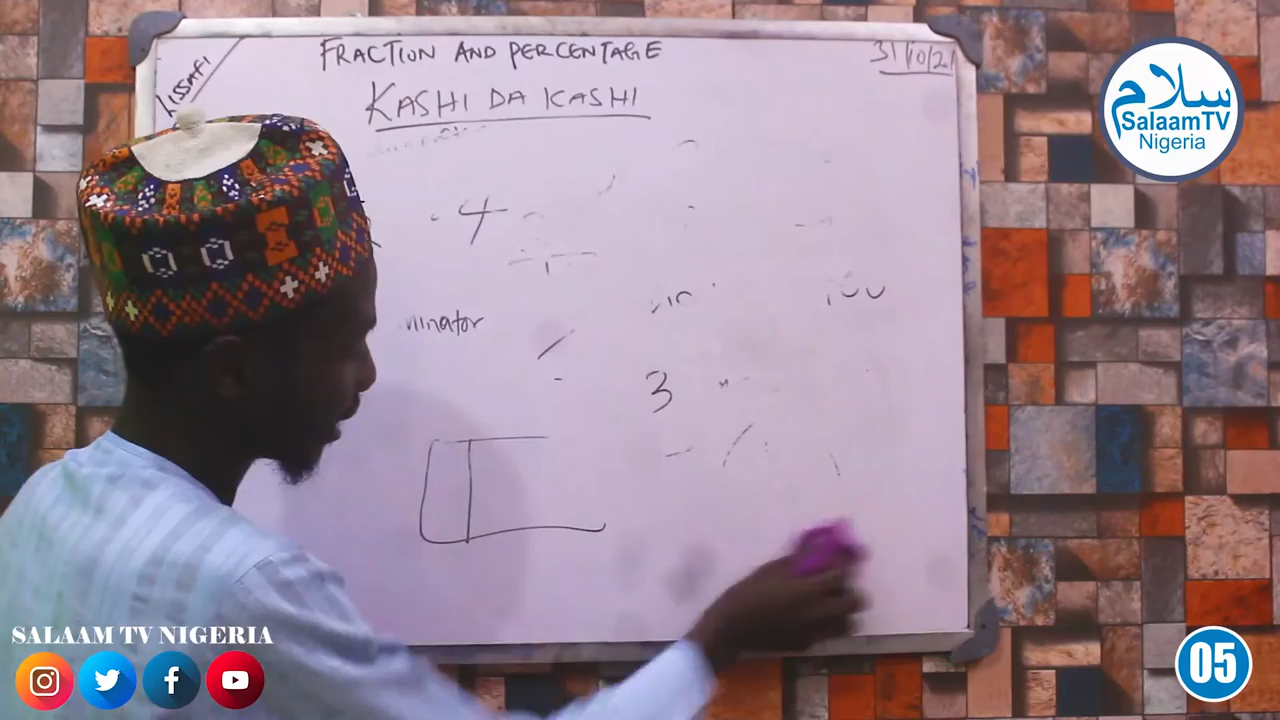 LISSAFI
FRACTION AND PERCENTAGE
31/10/21
KASHI DA KASHI
4
minator
3
سلام
SalaamTV
Nigeria
SALAAM TV NIGERIA
05